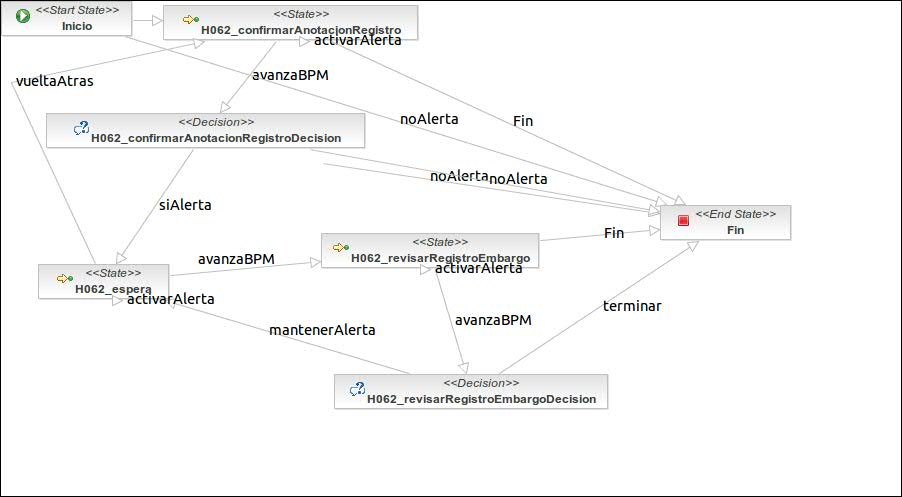 <<Start State>>
Inicio
<<State>>
H062_confirmarAnotacionRegistro
activarAlerta
vueltaAtras
avanzaBPM
noAlerta
Fin
<<Decision>>
H062_confirmarAnotacionRegistroDecision
noAlerta
noAlerta
siAlerta
<<End State>>
Fin
<<State>>
H062_revisarRegistroEmbargo
activarAlerta
Fin
avanzaBPM
<<State>>
H062_espera
activarAlerta
mantenerAlerta
avanzaBPM
terminar
<<Decision>>
H062_revisarRegistroEmbargoDecision